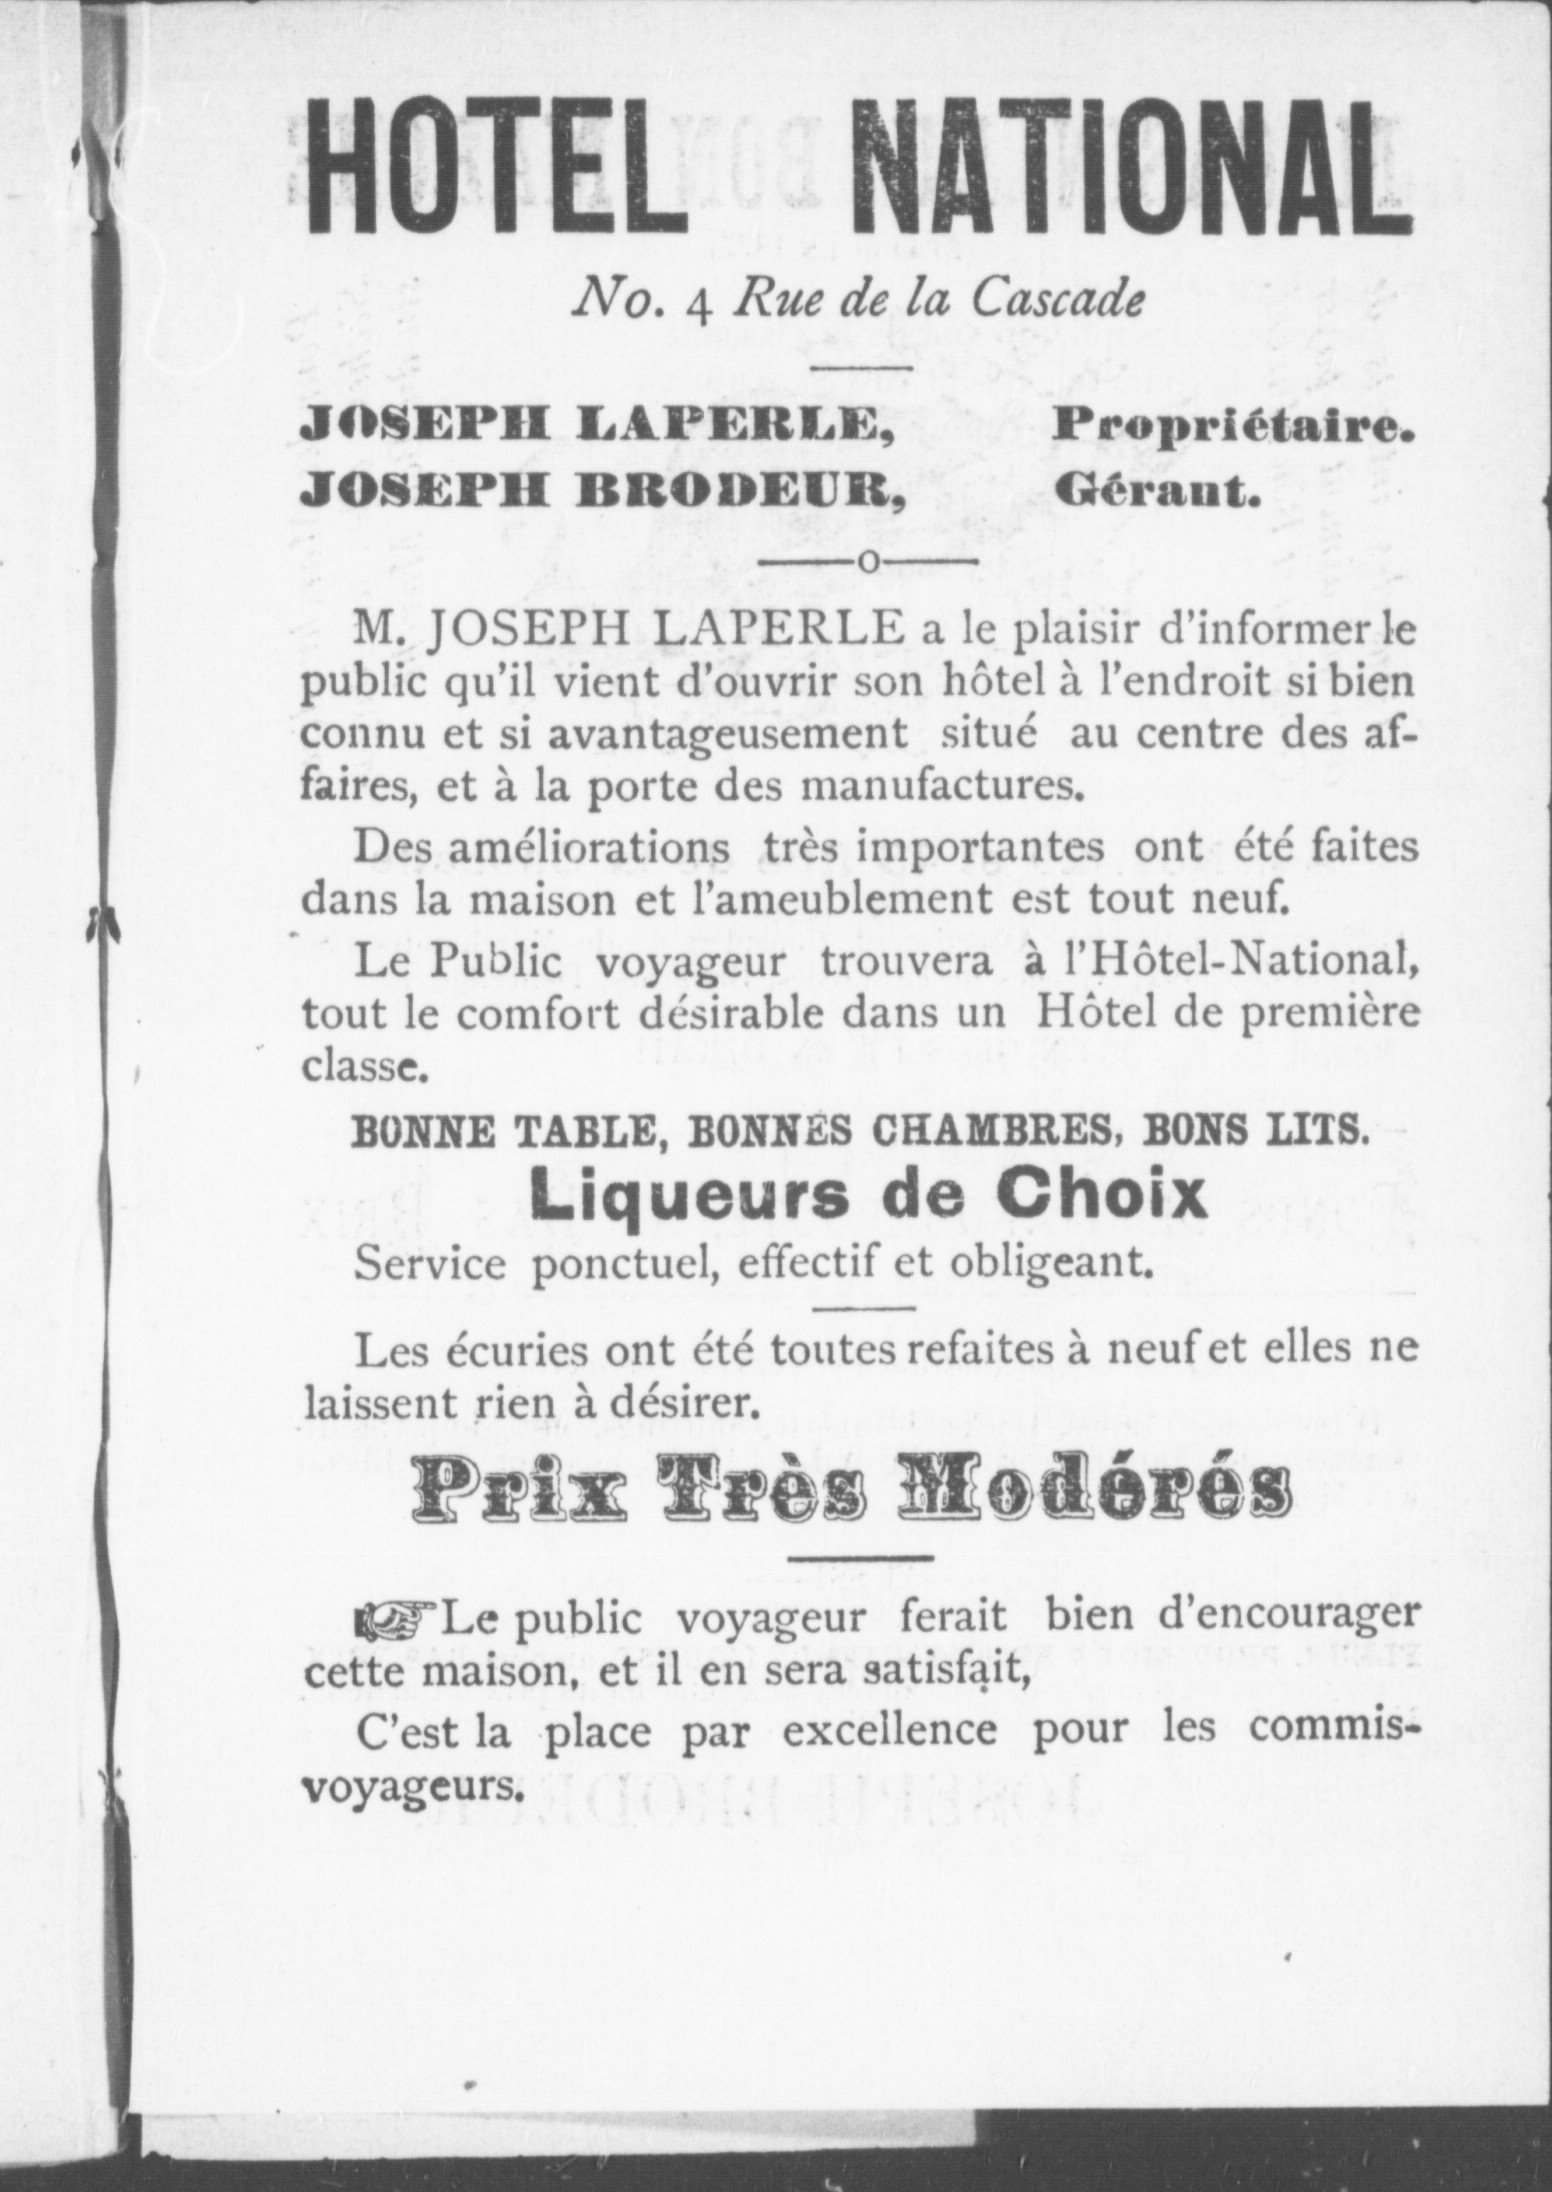 HOTEL NATIONAL
No. 4 Rue de la Cascade
JOSEPH LAPERLE, Propriétaire.
JOSEPH BRODEUR, Gérant.
M. JOSEPH LAPERLE a le plaisir d'informer le
public qu'il vient d'ouvrir son hôtel à l'endroit si bien
connu et si avantageusement situé au centre des af-
faires, et à la porte des manufactures.
Des améliorations très importantes ont été faites
dans la maison et l'ameublement est tout neuf.
Le Public voyageur trouvera à l'Hôtel-National,
tout le comfort désirable dans un Hôtel de première
classe.
BONNE TABLE, BONNES CHAMBRES, BONS LITS.
Liqueurs de Choix
Service ponctuel, effectif et obligeant.
Les écuries ont été toutes refaites à neuf et elles ne
laissent rien à désirer.
Prix Très Modérés
☞ Le public voyageur ferait bien d'encourager
cette maison, et il en sera satisfait,
C'est la place par excellence pour les commis-
voyageurs.